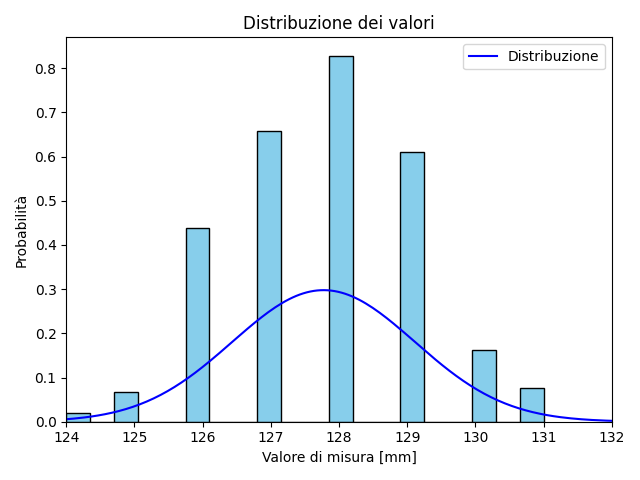 Distribuzione dei valori
Distribuzione
Probabilità
0.8
0.7
0.6
0.5
0.4
0.3
0.2
0.1
0.0
124 125 126 127 128 129 130 131 132
Valore di misura [mm]